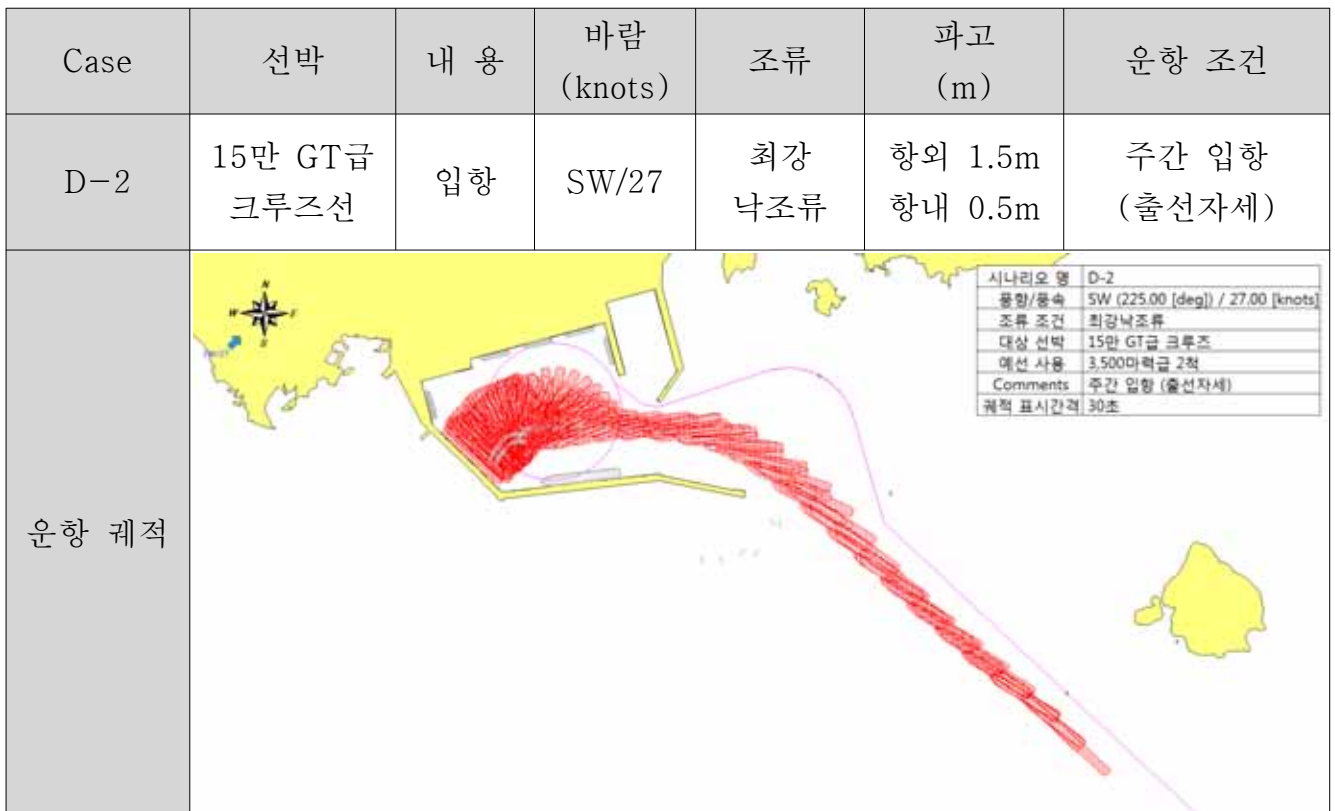 Case 선박 내 용 바람 (knots) 조류 파고 (m) 운항 조건
D-2 15만 GT급 크루즈선 입항 SW/27 최강 낙조류 항외 1.5m 항내 0.5m 주간 입항 (출선자세)
운항 궤적
N
W E
S
시나리오 명 D-2
풍향/풍속 SW (225.00 [deg]) / 27.00 [knots]
조류 조건 최강낙조류
대상 선박 15만 GT급 크루즈
예선 사용 3,500마력급 2척
Comments 주간 입항 (출선자세)
궤적 표시간격 30초